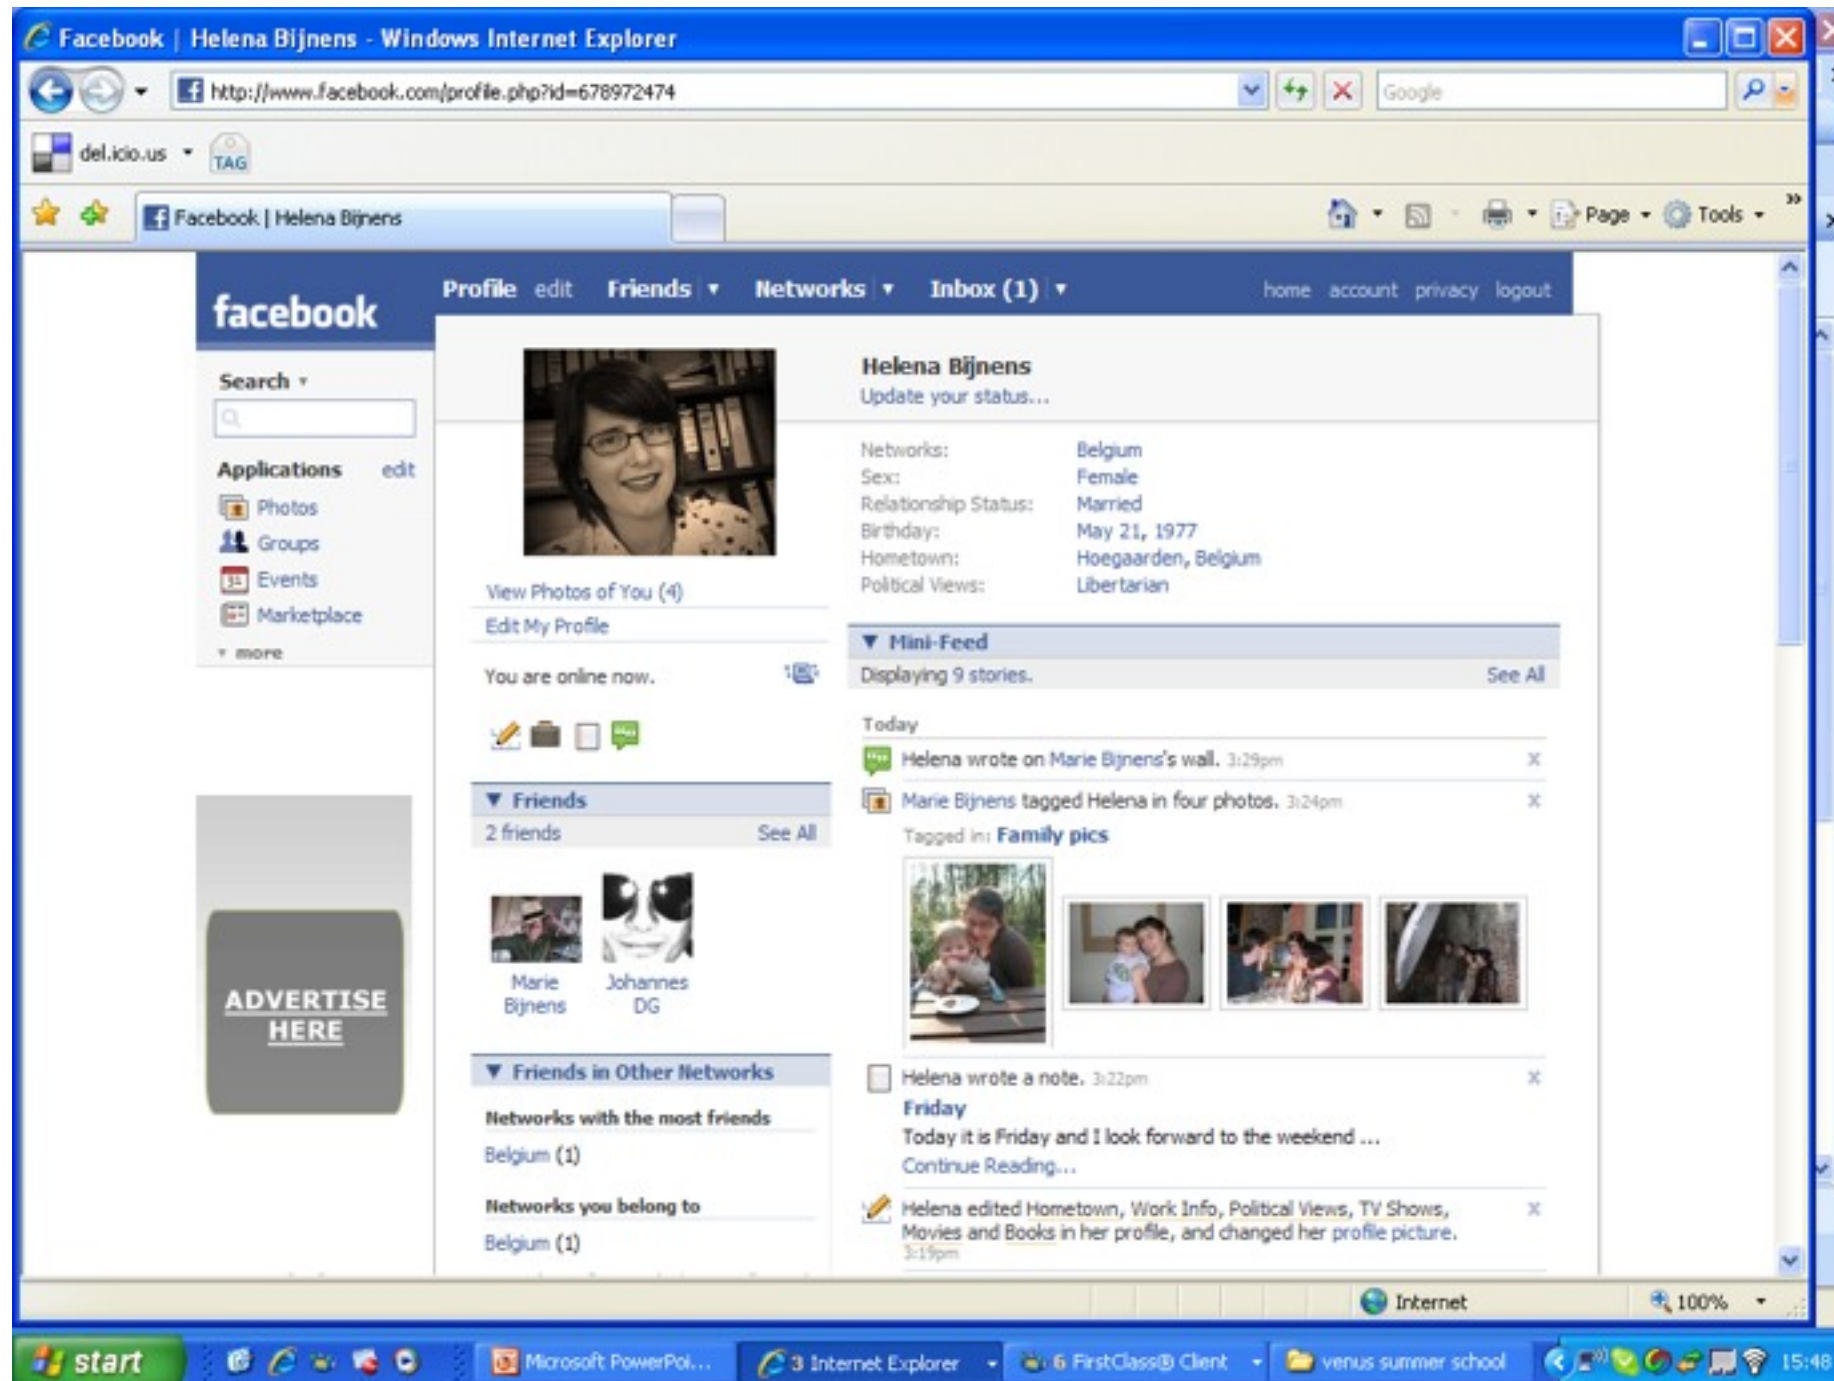 Facebook | Helena Bijnens - Windows Internet Explorer
http://www.facebook.com/profile.php?id=678972474
Google
del.icio.us
TAG
Facebook | Helena Bijnens
Page
Tools
facebook
Profile edit Friends Networks Inbox (1)
home account privacy logout
Search
Applications edit
Photos
Groups
31
Events
Marketplace
more
ADVERTISE
HERE
View Photos of You (4)
Edit My Profile
You are online now.
Friends
2 friends See All
Marie
Bijnens
Johannes
DG
Friends in Other Networks
Networks with the most friends
Belgium (1)
Networks you belong to
Belgium (1)
Helena Bijnens
Update your status...
Networks: Belgium
Sex: Female
Relationship Status: Married
Birthday: May 21, 1977
Hometown: Hoegaarden, Belgium
Political Views: Libertarian
Mini-Feed
Displaying 9 stories. See All
Today
Helena wrote on Marie Bijnens's wall. 3:29pm
Marie Bijnens tagged Helena in four photos. 3:24pm
Tagged in: Family pics
Helena wrote a note. 3:22pm
Friday
Today it is Friday and I look forward to the weekend ...
Continue Reading...
Helena edited Hometown, Work Info, Political Views, TV Shows,
Movies and Books in her profile, and changed her profile picture.
3:19pm
Internet
100%
start
Microsoft PowerPoi...
3 Internet Explorer
6 FirstClass® Client
venus summer school
15:48